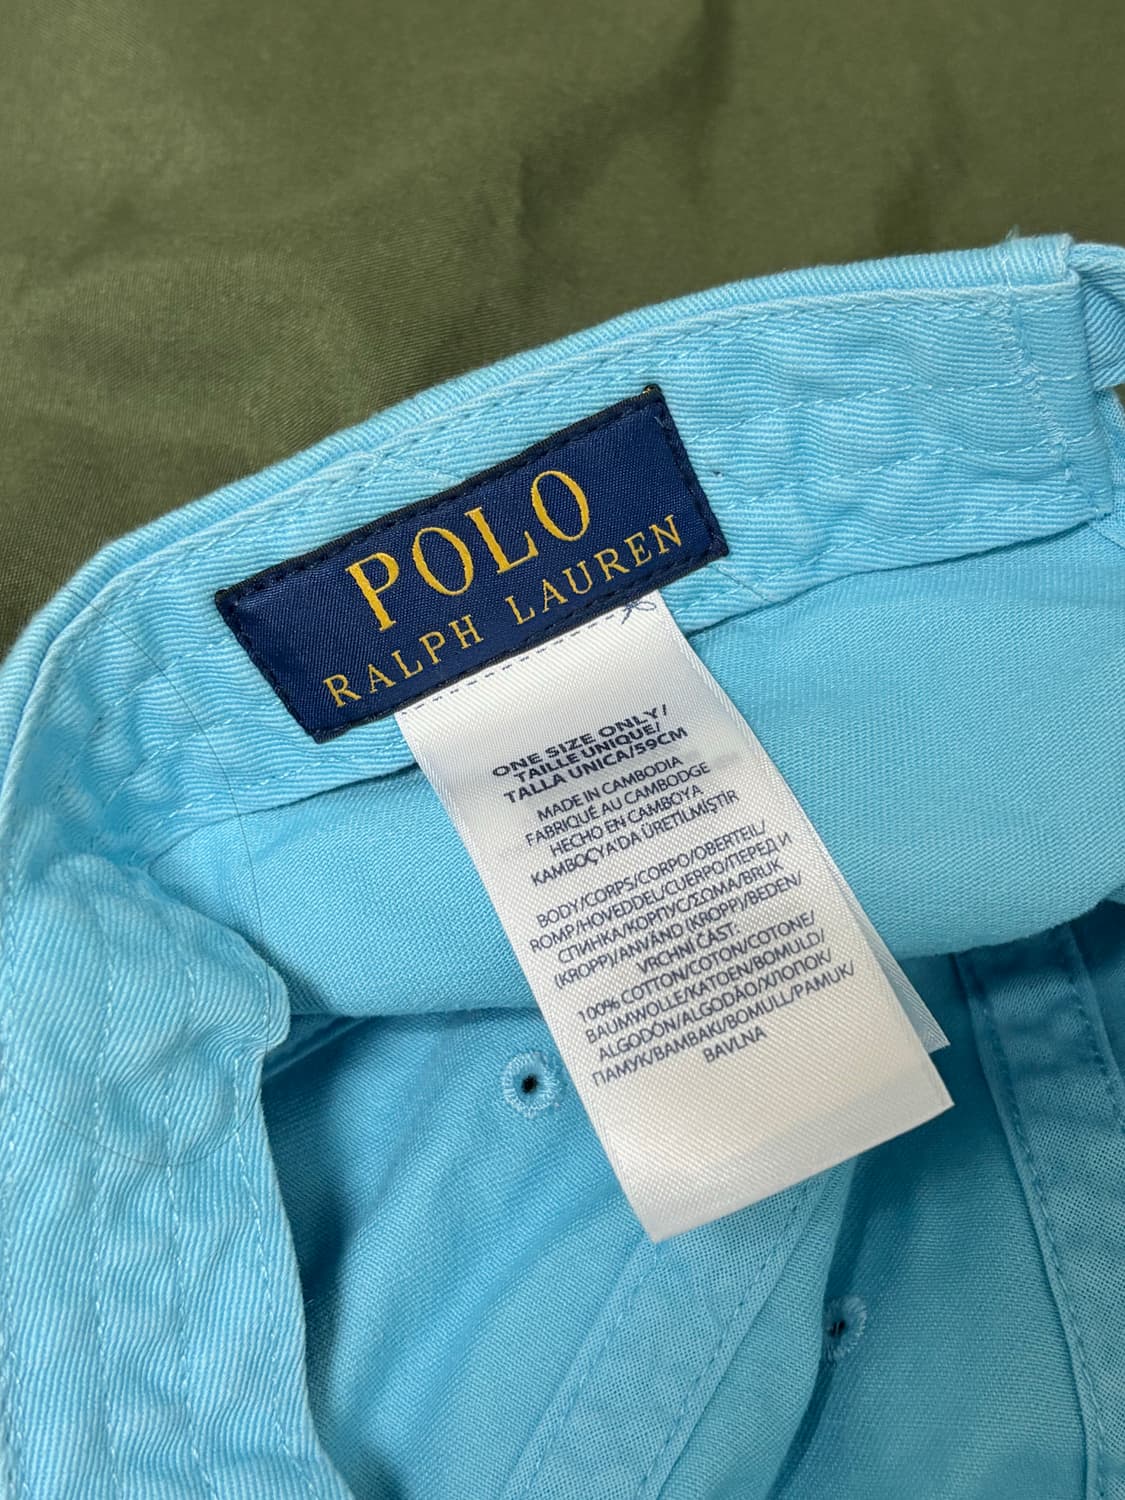 POLO
RALPH LAUREN
ONE SIZE ONLY/
TAILLE UNIQUE/
TALLA UNICA/59CM
MADE IN CAMBODIA
FABRIQUÉ AU CAMBODGE
HECHO EN CAMBOYA
KAMBOÇYA'DA ÜRETILMİŞTİR
BODY/CORPS/CORPO/OBERTEIL/
ROMP/HOVEDDEL/CUERPO/ПЕРЕД И
СПИНКА/КОРПУС/ΣΩΜΑ/BRUK
(KROPP)/ANVÄND (KROPP)/BEDEN/
VRCHNÍ ČÁST:
100% COTTON/COTON/COTONE/
BAUMWOLLE/KATOEN/BOMULD/
ALGODÓN/ALGODÃO/ХЛОПОК/
ПАМУК/BAMBAKI/BOMULL/PAMUK/
BAVLNA